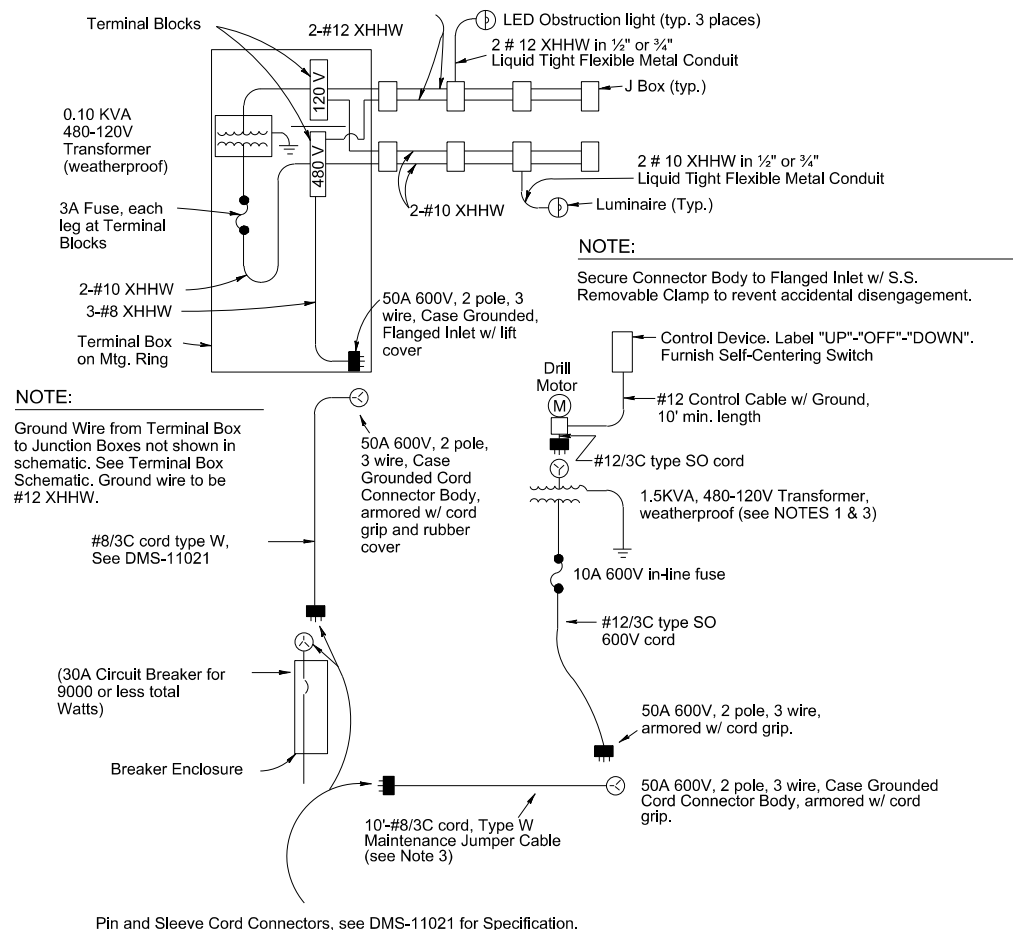 Terminal Blocks
2-#12 XHHW
LED Obstruction light (typ. 3 places)
2 # 12 XHHW in ½" or ¾"
Liquid Tight Flexible Metal Conduit
J Box (typ.)
120 V
480 V
0.10 KVA
480-120V
Transformer
(weatherproof)
2 # 10 XHHW in ½" or ¾"
Liquid Tight Flexible Metal Conduit
Luminaire (Typ.)
2-#10 XHHW
3A Fuse, each
leg at Terminal
Blocks
2-#10 XHHW
3-#8 XHHW
Terminal Box
on Mtg. Ring
50A 600V, 2 pole, 3
wire, Case Grounded,
Flanged Inlet w/ lift
cover
NOTE:
Secure Connector Body to Flanged Inlet w/ S.S.
Removable Clamp to revent accidental disengagement.
Control Device. Label "UP"-"OFF"-"DOWN".
Furnish Self-Centering Switch
Drill
Motor
M
#12 Control Cable w/ Ground,
10' min. length
#12/3C type SO cord
1.5KVA, 480-120V Transformer,
weatherproof (see NOTES 1 & 3)
10A 600V in-line fuse
#12/3C type SO
600V cord
50A 600V, 2 pole, 3 wire,
armored w/ cord grip.
NOTE:
Ground Wire from Terminal Box
to Junction Boxes not shown in
schematic. See Terminal Box
Schematic. Ground wire to be
#12 XHHW.
50A 600V, 2 pole,
3 wire, Case
Grounded Cord
Connector Body,
armored w/ cord
grip and rubber
cover
#8/3C cord type W,
See DMS-11021
(30A Circuit Breaker for
9000 or less total
Watts)
Breaker Enclosure
50A 600V, 2 pole, 3 wire, Case Grounded
Cord Connector Body, armored w/ cord
grip.
10'-#8/3C cord, Type W
Maintenance Jumper Cable
(see Note 3)
Pin and Sleeve Cord Connectors, see DMS-11021 for Specification.